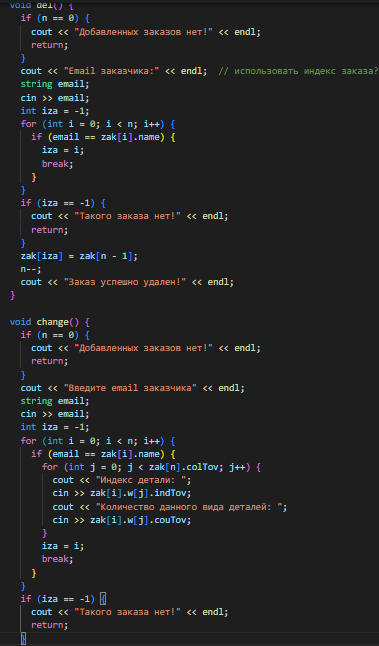 void del() {
if (n == 0) {
cout << "Добавленных заказов нет!" << endl;
return;
}
cout << "Email заказчика:" << endl; // использовать индекс заказа?
string email;
cin >> email;
int iza = -1;
for (int i = 0; i < n; i++) {
if (email == zak[i].name) {
iza = i;
break;
}
}
if (iza == -1) {
cout << "Такого заказа нет!" << endl;
return;
}
zak[iza] = zak[n - 1];
n--;
cout << "Заказ успешно удален!" << endl;
}
void change() {
if (n == 0) {
cout << "Добавленных заказов нет!" << endl;
return;
}
cout << "Введите email заказчика" << endl;
string email;
cin >> email;
int iza = -1;
for (int i = 0; i < n; i++) {
if (email == zak[i].name) {
for (int j = 0; j < zak[n].colTov; j++) {
cout << "Индекс детали: ";
cin >> zak[i].w[j].indTov;
cout << "Количество данного вида деталей: ";
cin >> zak[i].w[j].couTov;
}
iza = i;
break;
}
}
if (iza == -1) {
cout << "Такого заказа нет!" << endl;
return;
}